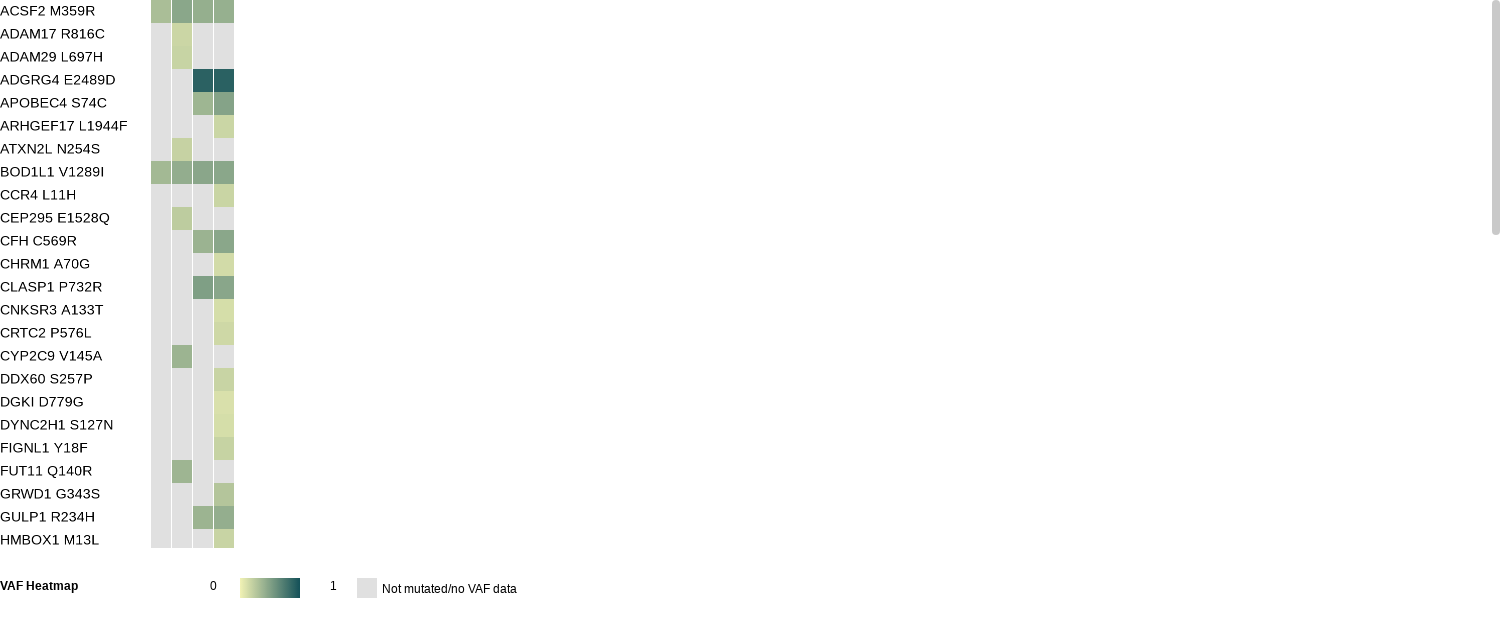 ACSF2 M359R
ADAM17 R816C
ADAM29 L697H
ADGRG4 E2489D
APOBEC4 S74C
ARHGEF17 L1944F
ATXN2L N254S
BOD1L1 V1289I
CCR4 L11H
CEP295 E1528Q
CFH C569R
CHRM1 A70G
CLASP1 P732R
CNKSR3 A133T
CRTC2 P576L
CYP2C9 V145A
DDX60 S257P
DGKI D779G
DYNC2H1 S127N
FIGNL1 Y18F
FUT11 Q140R
GRWD1 G343S
GULP1 R234H
HMBOX1 M13L
VAF Heatmap 0 1 Not mutated/no VAF data